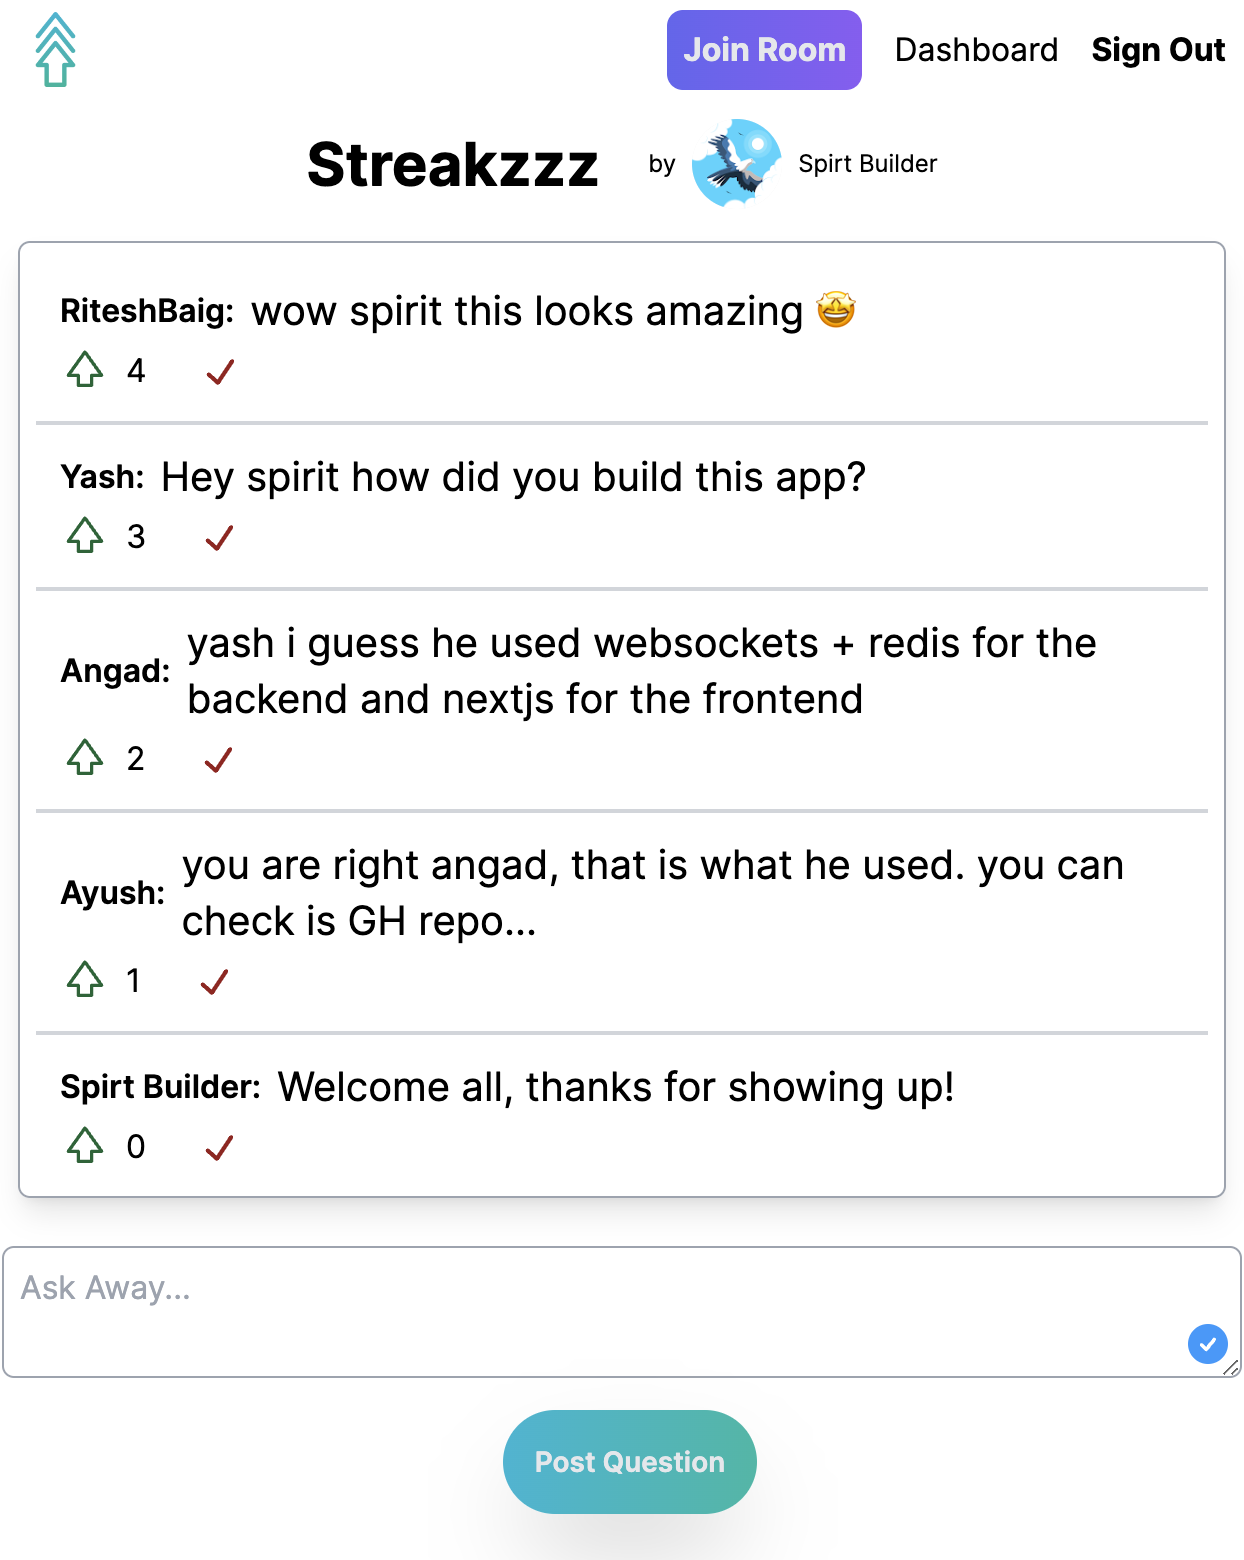 Join Room Dashboard Sign Out
Streakzzz by Spirt Builder
RiteshBaig: wow spirit this looks amazing 🤩
4
Yash: Hey spirit how did you build this app?
3
Angad: yash i guess he used websockets + redis for the
backend and nextjs for the frontend
2
Ayush: you are right angad, that is what he used. you can
check is GH repo...
1
Spirt Builder: Welcome all, thanks for showing up!
0
Ask Away...
Post Question